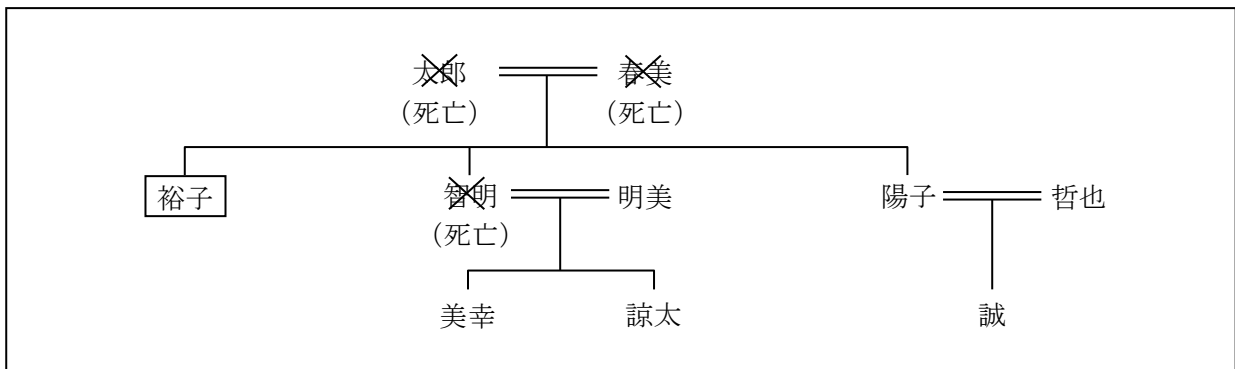 太郎 春美
（死亡） （死亡）
裕子 智明 明美 陽子 哲也
（死亡）
美幸 諒太 誠